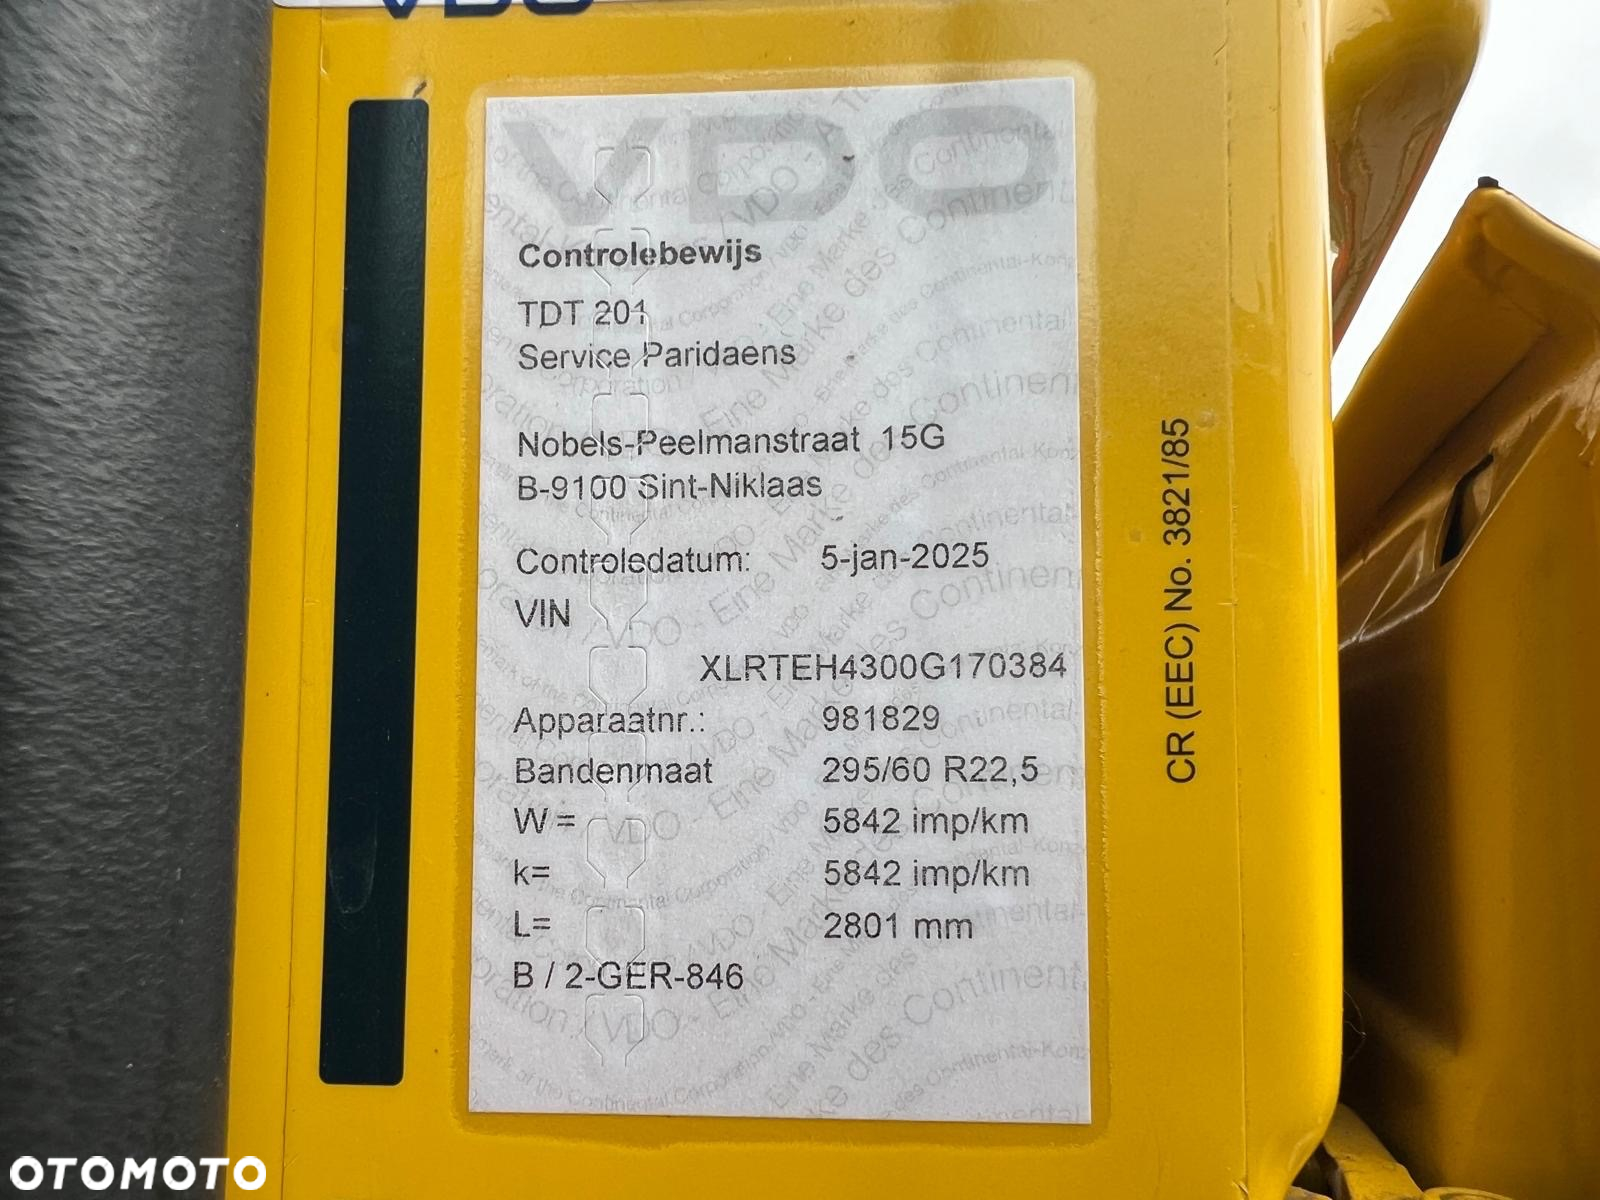 VDO
VDO
Controlebewijs
TDT 201
Service Paridaens
Nobels-Peelmanstraat 15G
B-9100 Sint-Niklaas
Controledatum: 5-jan-2025
VIN
XLRTEH4300G170384
Apparaatnr.: 981829
Bandenmaat 295/60 R22,5
W= 5842 imp/km
k= 5842 imp/km
L= 2801 mm
B / 2-GER-846
CR (EEC) No. 3821/85
OTOMOTO